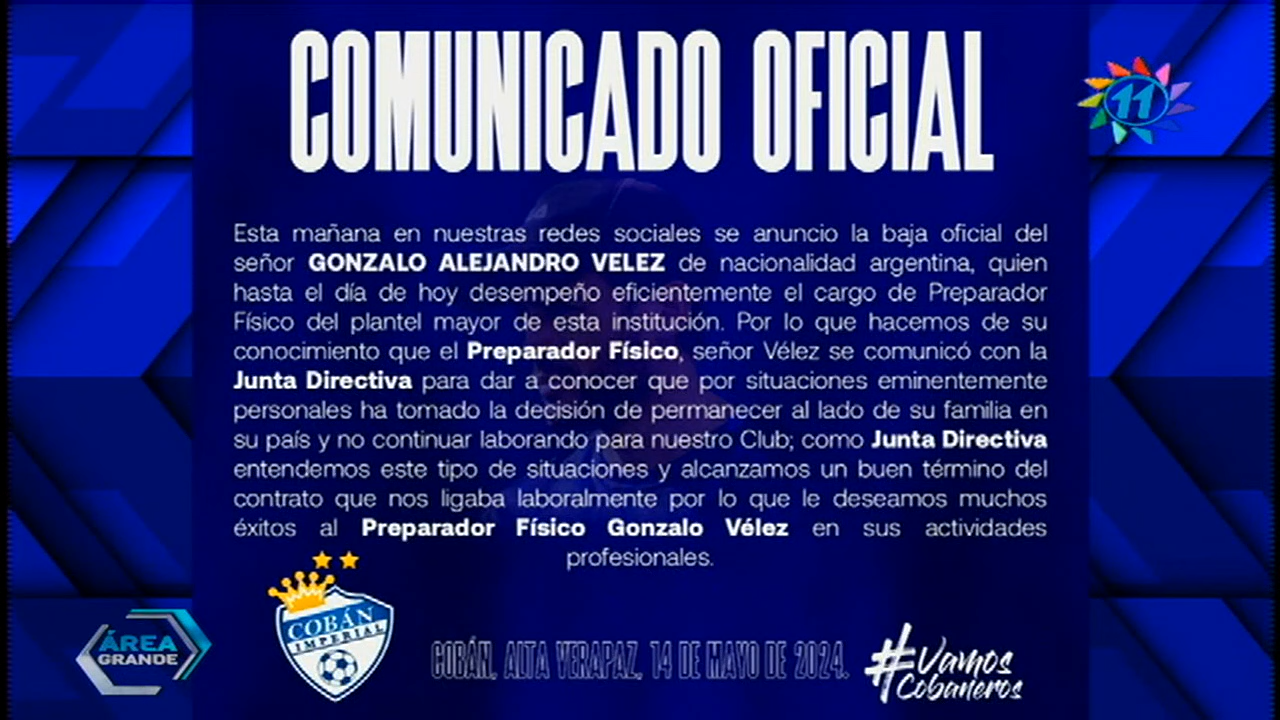 COMUNICADO OFICIAL
11
Esta mañana en nuestras redes sociales se anuncio la baja oficial del
señor GONZALO ALEJANDRO VELEZ de nacionalidad argentina, quien
hasta el día de hoy desempeño eficientemente el cargo de Preparador
Físico del plantel mayor de esta institución. Por lo que hacemos de su
conocimiento que el Preparador Físico, señor Vélez se comunicó con la
Junta Directiva para dar a conocer que por situaciones eminentemente
personales ha tomado la decisión de permanecer al lado de su familia en
su país y no continuar laborando para nuestro Club; como Junta Directiva
entendemos este tipo de situaciones y alcanzamos un buen término del
contrato que nos ligaba laboralmente por lo que le deseamos muchos
éxitos al Preparador Físico Gonzalo Vélez en sus actividades
profesionales.
ÁREA
GRANDE
COBÁN
IMPERIAL
COBÁN, ALTA VERAPAZ, 14 DE MAYO DE 2024.
#Vamos
Cobaneros